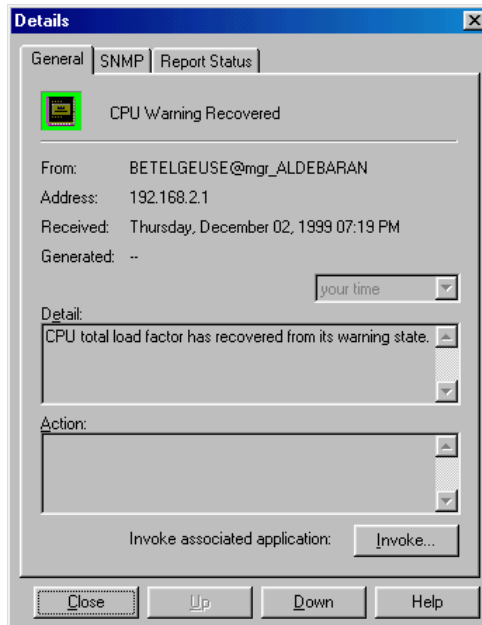 Details
General SNMP Report Status
CPU Warning Recovered
From: BETELGEUSE@mgr_ALDEBARAN
Address: 192.168.2.1
Received: Thursday, December 02, 1999 07:19 PM
Generated: --
your time
Detail:
CPU total load factor has recovered from its warning state.
Action:
Invoke associated application: Invoke...
Close Up Down Help